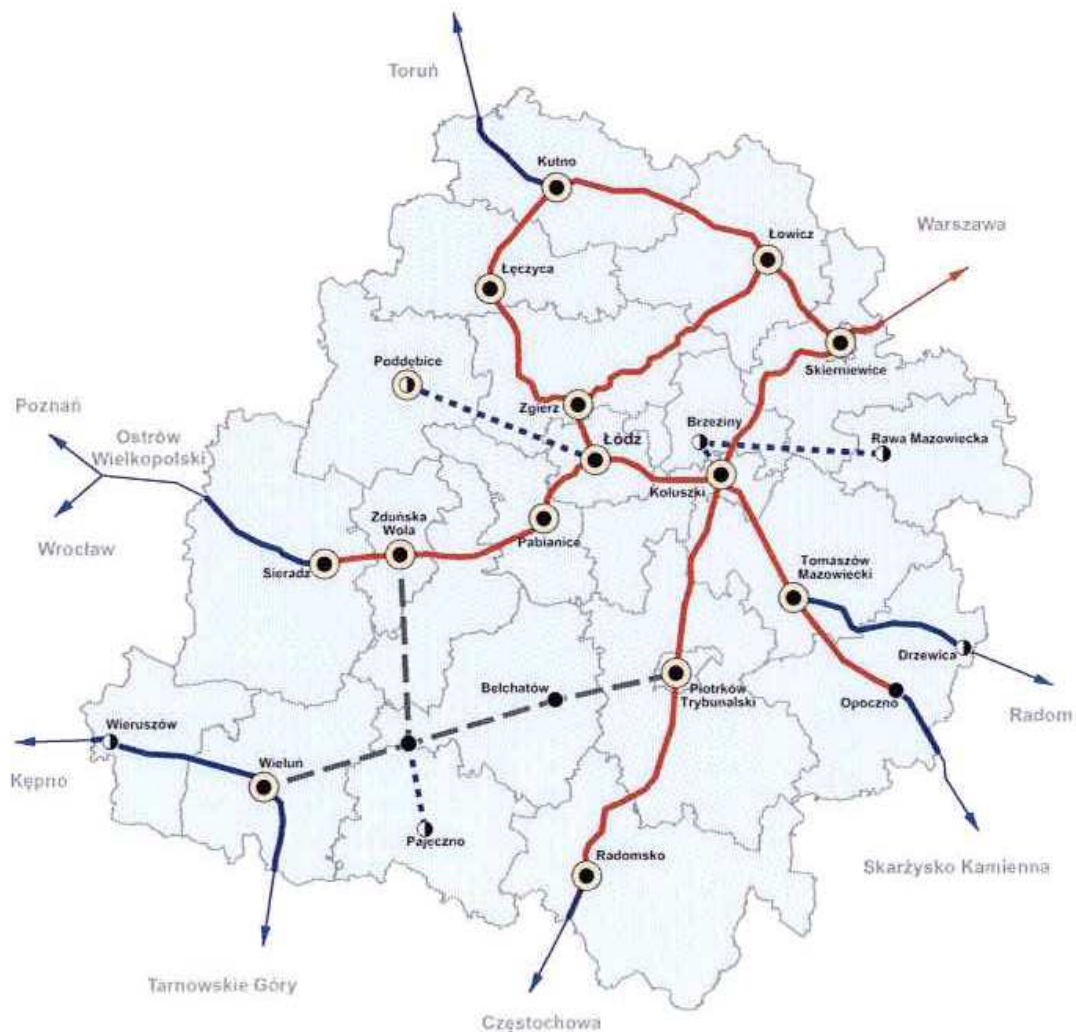 Toruń
Kutno
Łowicz
Warszawa
Łęczyca
Poddębice
Skierniewice
Zgierz
Brzeziny
Poznań
Ostrów
Wielkopolski
Łódź
Rawa Mazowiecka
Koluszki
Zduńska
Wola
Pabianice
Wrocław
Sieradz
Tomaszów
Mazowiecki
Drzewica
Bełchatów
Piotrków
Trybunalski
Opoczno
Radom
Wieruszów
Wieluń
Kępno
Pajęczno
Radomsko
Skarżysko Kamienna
Tarnowskie Góry
Częstochowa